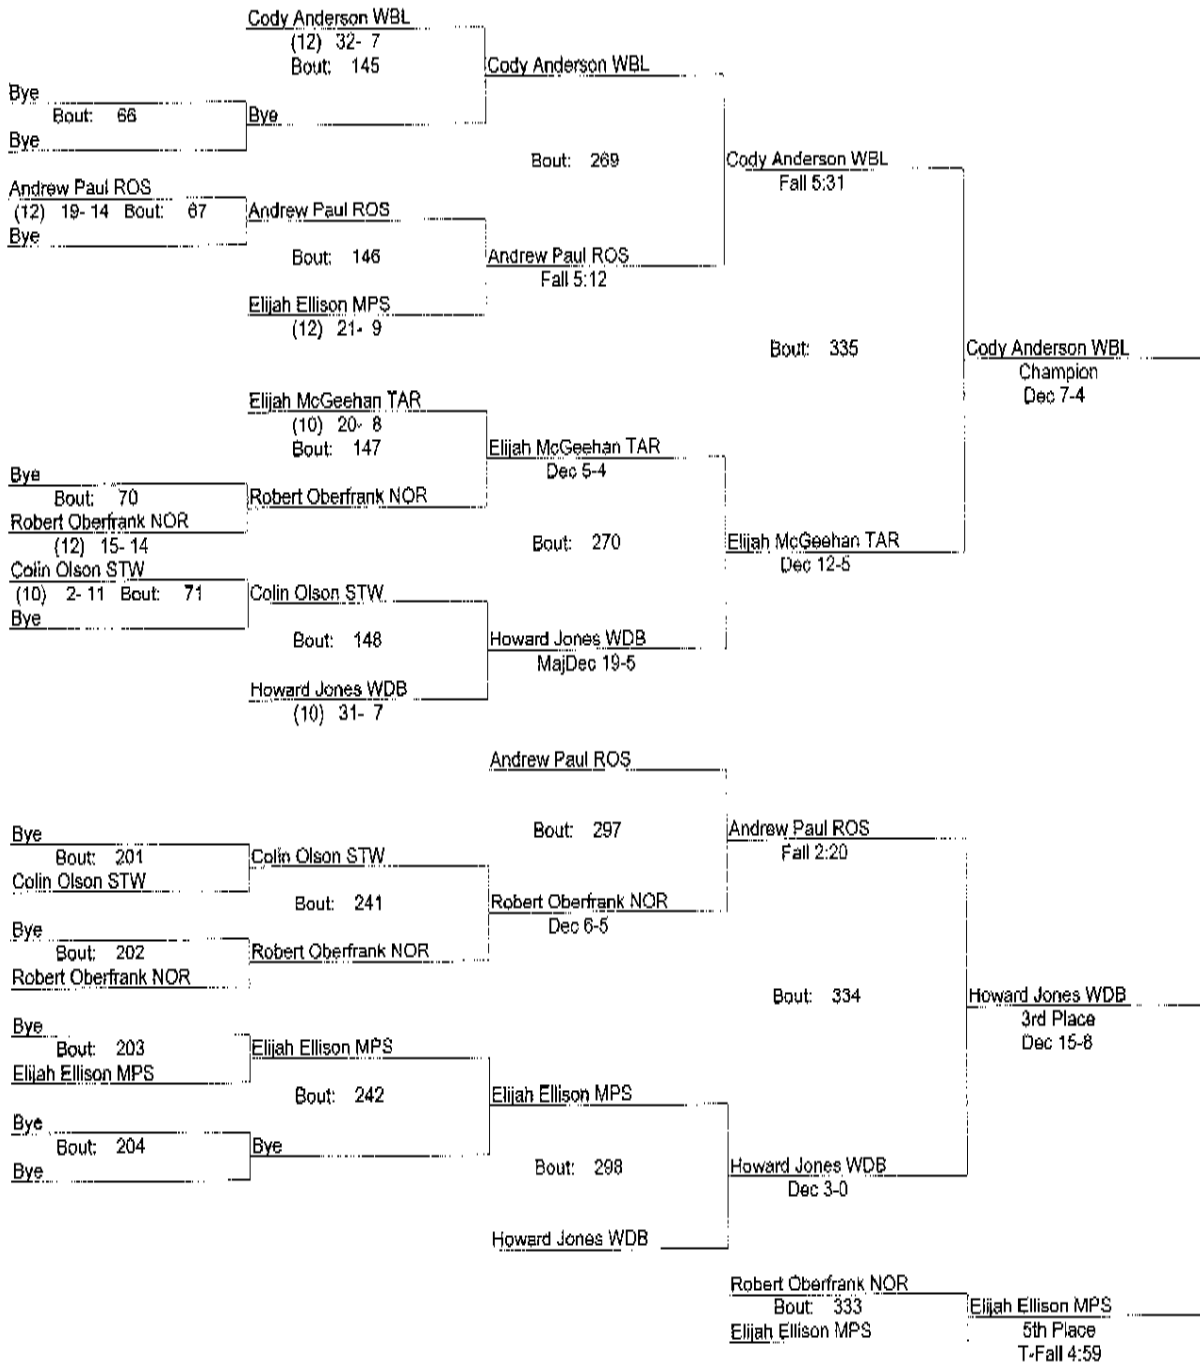 Cody Anderson WBL
(12) 32- 7
Bout: 145
Cody Anderson WBL
Bye
Bout: 66
Bye
Bye
Bout: 269
Cody Anderson WBL
Fall 5:31
Andrew Paul ROS
(12) 19- 14 Bout: 67
Andrew Paul ROS
Bye
Bout: 146
Andrew Paul ROS
Fall 5:12
Elijah Ellison MPS
(12) 21- 9
Bout: 335
Cody Anderson WBL
Champion
Dec 7-4
Elijah McGeehan TAR
(10) 20- 8
Bout: 147
Elijah McGeehan TAR
Dec 5-4
Bye
Bout: 70
Robert Oberfrank NOR
Robert Oberfrank NOR
(12) 15- 14
Bout: 270
Elijah McGeehan TAR
Dec 12-5
Colin Olson STW
(10) 2- 11 Bout: 71
Colin Olson STW
Bye
Bout: 148
Howard Jones WDB
MajDec 19-5
Howard Jones WDB
(10) 31- 7
Andrew Paul ROS
Bout: 297
Andrew Paul ROS
Fall 2:20
Bye
Bout: 201
Colin Olson STW
Colin Olson STW
Bout: 241
Robert Oberfrank NOR
Dec 6-5
Bye
Bout: 202
Robert Oberfrank NOR
Robert Oberfrank NOR
Bout: 334
Howard Jones WDB
3rd Place
Dec 15-8
Bye
Bout: 203
Elijah Ellison MPS
Elijah Ellison MPS
Bout: 242
Elijah Ellison MPS
Bye
Bout: 204
Bye
Bye
Bout: 298
Howard Jones WDB
Dec 3-0
Howard Jones WDB
Robert Oberfrank NOR
Bout: 333
Elijah Ellison MPS
Elijah Ellison MPS
5th Place
T-Fall 4:59